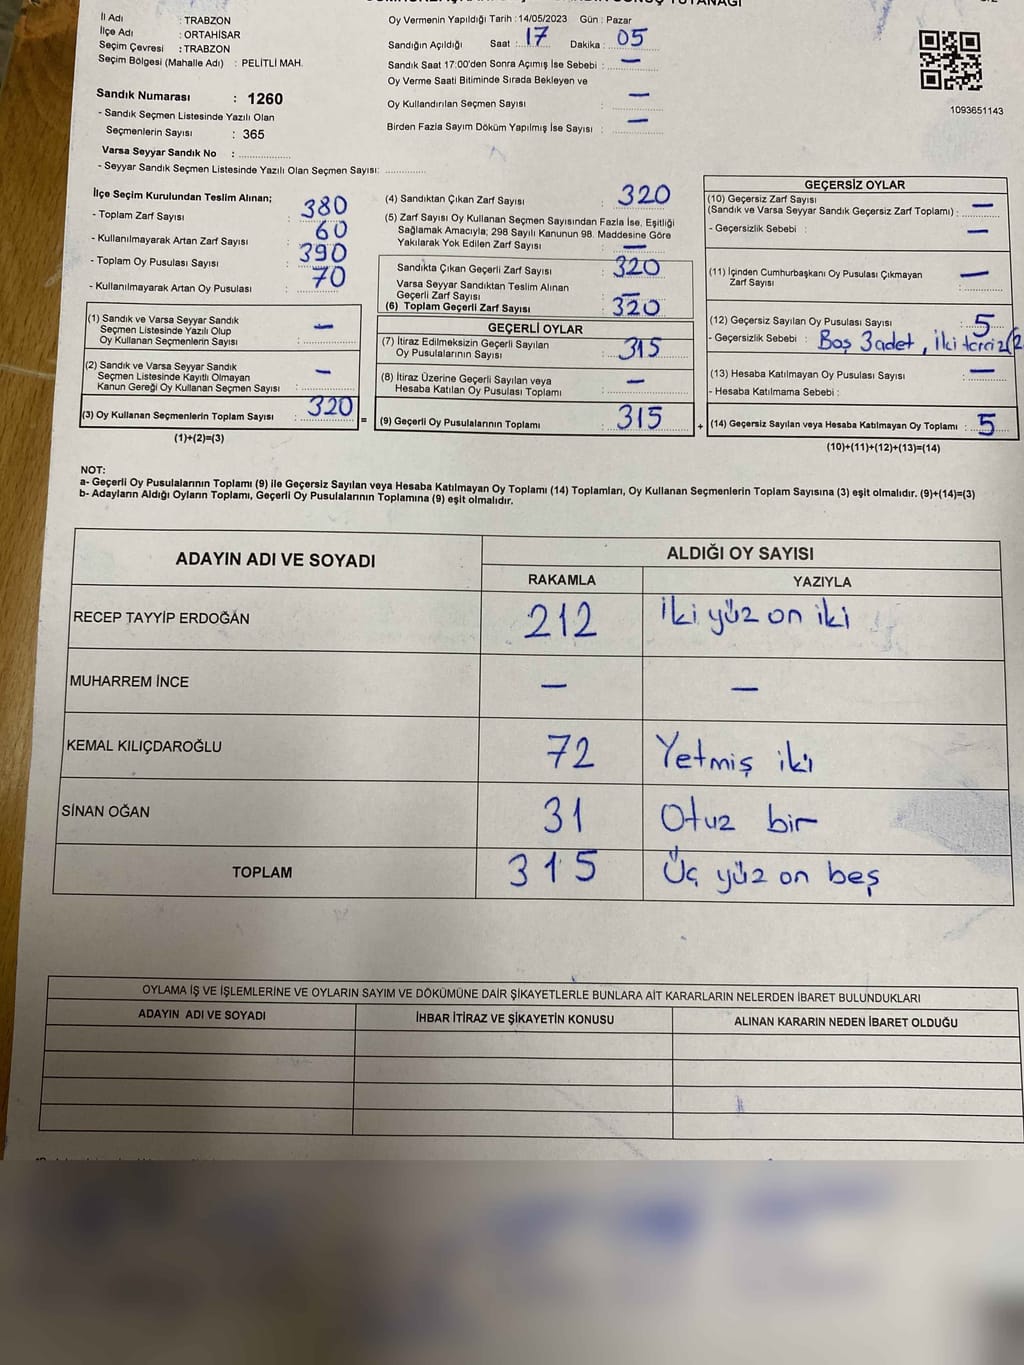 İl Adı : TRABZON
İlçe Adı : ORTAHİSAR
Seçim Çevresi : TRABZON
Seçim Bölgesi (Mahalle Adı) : PELİTLİ MAH.
Sandık Numarası : 1260
- Sandık Seçmen Listesinde Yazılı Olan
Seçmenlerin Sayısı : 365
Varsa Seyyar Sandık No :
- Seyyar Sandık Seçmen Listesinde Yazılı Olan Seçmen Sayısı:
Oy Vermenin Yapıldığı Tarih : 14/05/2023 Gün : Pazar
Sandığın Açıldığı Saat : 17 Dakika : 05
Sandık Saat 17:00'den Sonra Açımış İse Sebebi : —
Oy Verme Saati Bitiminde Sırada Bekleyen ve
Oy Kullandırılan Seçmen Sayısı : —
Birden Fazla Sayım Döküm Yapılmış İse Sayısı : —
1093651143
İlçe Seçim Kurulundan Teslim Alınan;
- Toplam Zarf Sayısı : 380
- Kullanılmayarak Artan Zarf Sayısı : 60
- Toplam Oy Pusulası Sayısı : 390
- Kullanılmayarak Artan Oy Pusulası : 70
(1) Sandık ve Varsa Seyyar Sandık
Seçmen Listesinde Yazılı Olup
Oy Kullanan Seçmenlerin Sayısı : —
(2) Sandık ve Varsa Seyyar Sandık
Seçmen Listesinde Kayıtlı Olmayan
Kanun Gereği Oy Kullanan Seçmen Sayısı : —
(3) Oy Kullanan Seçmenlerin Toplam Sayısı : 320 =
(1)+(2)=(3)
(4) Sandıktan Çıkan Zarf Sayısı : 320
(5) Zarf Sayısı Oy Kullanan Seçmen Sayısından Fazla İse, Eşitliği
Sağlamak Amacıyla; 298 Sayılı Kanunun 98. Maddesine Göre
Yakılarak Yok Edilen Zarf Sayısı : —
Sandıkta Çıkan Geçerli Zarf Sayısı : 320
Varsa Seyyar Sandıktan Teslim Alınan
Geçerli Zarf Sayısı : —
(6) Toplam Geçerli Zarf Sayısı : 320
GEÇERLİ OYLAR
(7) İtiraz Edilmeksizin Geçerli Sayılan
Oy Pusulalarının Sayısı : 315
(8) İtiraz Üzerine Geçerli Sayılan veya
Hesaba Katılan Oy Pusulası Toplamı : —
(9) Geçerli Oy Pusulalarının Toplamı : 315 +
GEÇERSİZ OYLAR
(10) Geçersiz Zarf Sayısı
(Sandık ve Varsa Seyyar Sandık Geçersiz Zarf Toplamı) : —
- Geçersizlik Sebebi : —
(11) İçinden Cumhurbaşkanı Oy Pusulası Çıkmayan
Zarf Sayısı : —
(12) Geçersiz Sayılan Oy Pusulası Sayısı : 5
- Geçersizlik Sebebi : Boş 3 adet, İki
(13) Hesaba Katılmayan Oy Pusulası Sayısı : —
- Hesaba Katılmama Sebebi :
(14) Geçersiz Sayılan veya Hesaba Katılmayan Oy Toplamı : 5
(10)+(11)+(12)+(13)=(14)
NOT:
a- Geçerli Oy Pusulalarının Toplamı (9) ile Geçersiz Sayılan veya Hesaba Katılmayan Oy Toplamı (14) Toplamları, Oy Kullanan Seçmenlerin Toplam Sayısına (3) eşit olmalıdır. (9)+(14)=(3)
b- Adayların Aldığı Oyların Toplamı, Geçerli Oy Pusulalarının Toplamına (9) eşit olmalıdır.
ADAYIN ADI VE SOYADI ALDIĞI OY SAYISI
RAKAMLA YAZIYLA
RECEP TAYYİP ERDOĞAN 212 İki yüz on iki
MUHARREM İNCE — —
KEMAL KILIÇDAROĞLU 72 Yetmiş iki
SİNAN OĞAN 31 Otuz bir
TOPLAM 315 Üç yüz on beş
OYLAMA İŞ VE İŞLEMLERİNE VE OYLARIN SAYIM VE DÖKÜMÜNE DAİR ŞİKAYETLERLE BUNLARA AİT KARARLARIN NELERDEN İBARET BULUNDUKLARI
ADAYIN ADI VE SOYADI İHBAR İTİRAZ VE ŞİKAYETİN KONUSU ALINAN KARARIN NEDEN İBARET OLDUĞU